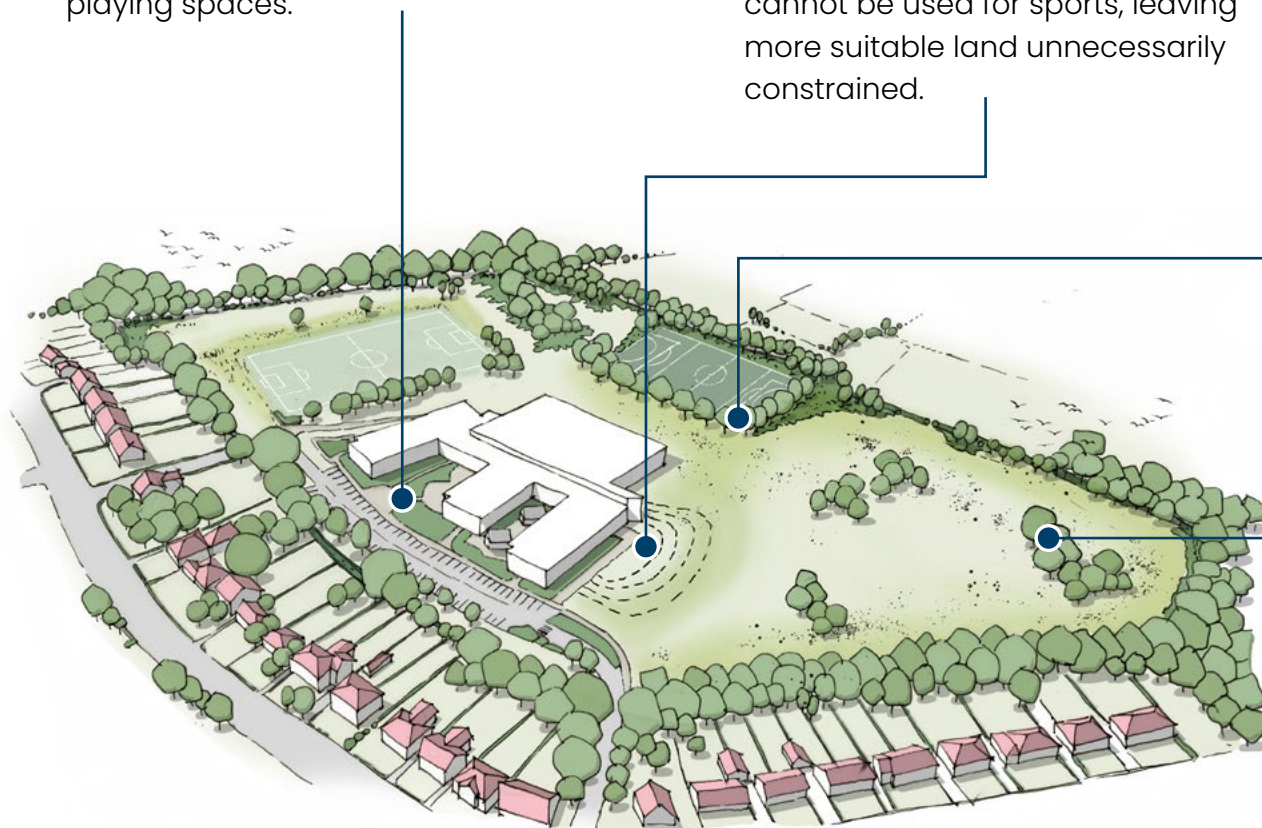 playing spaces.
cannot be used for sports, leaving
more suitable land unnecessarily
constrained.